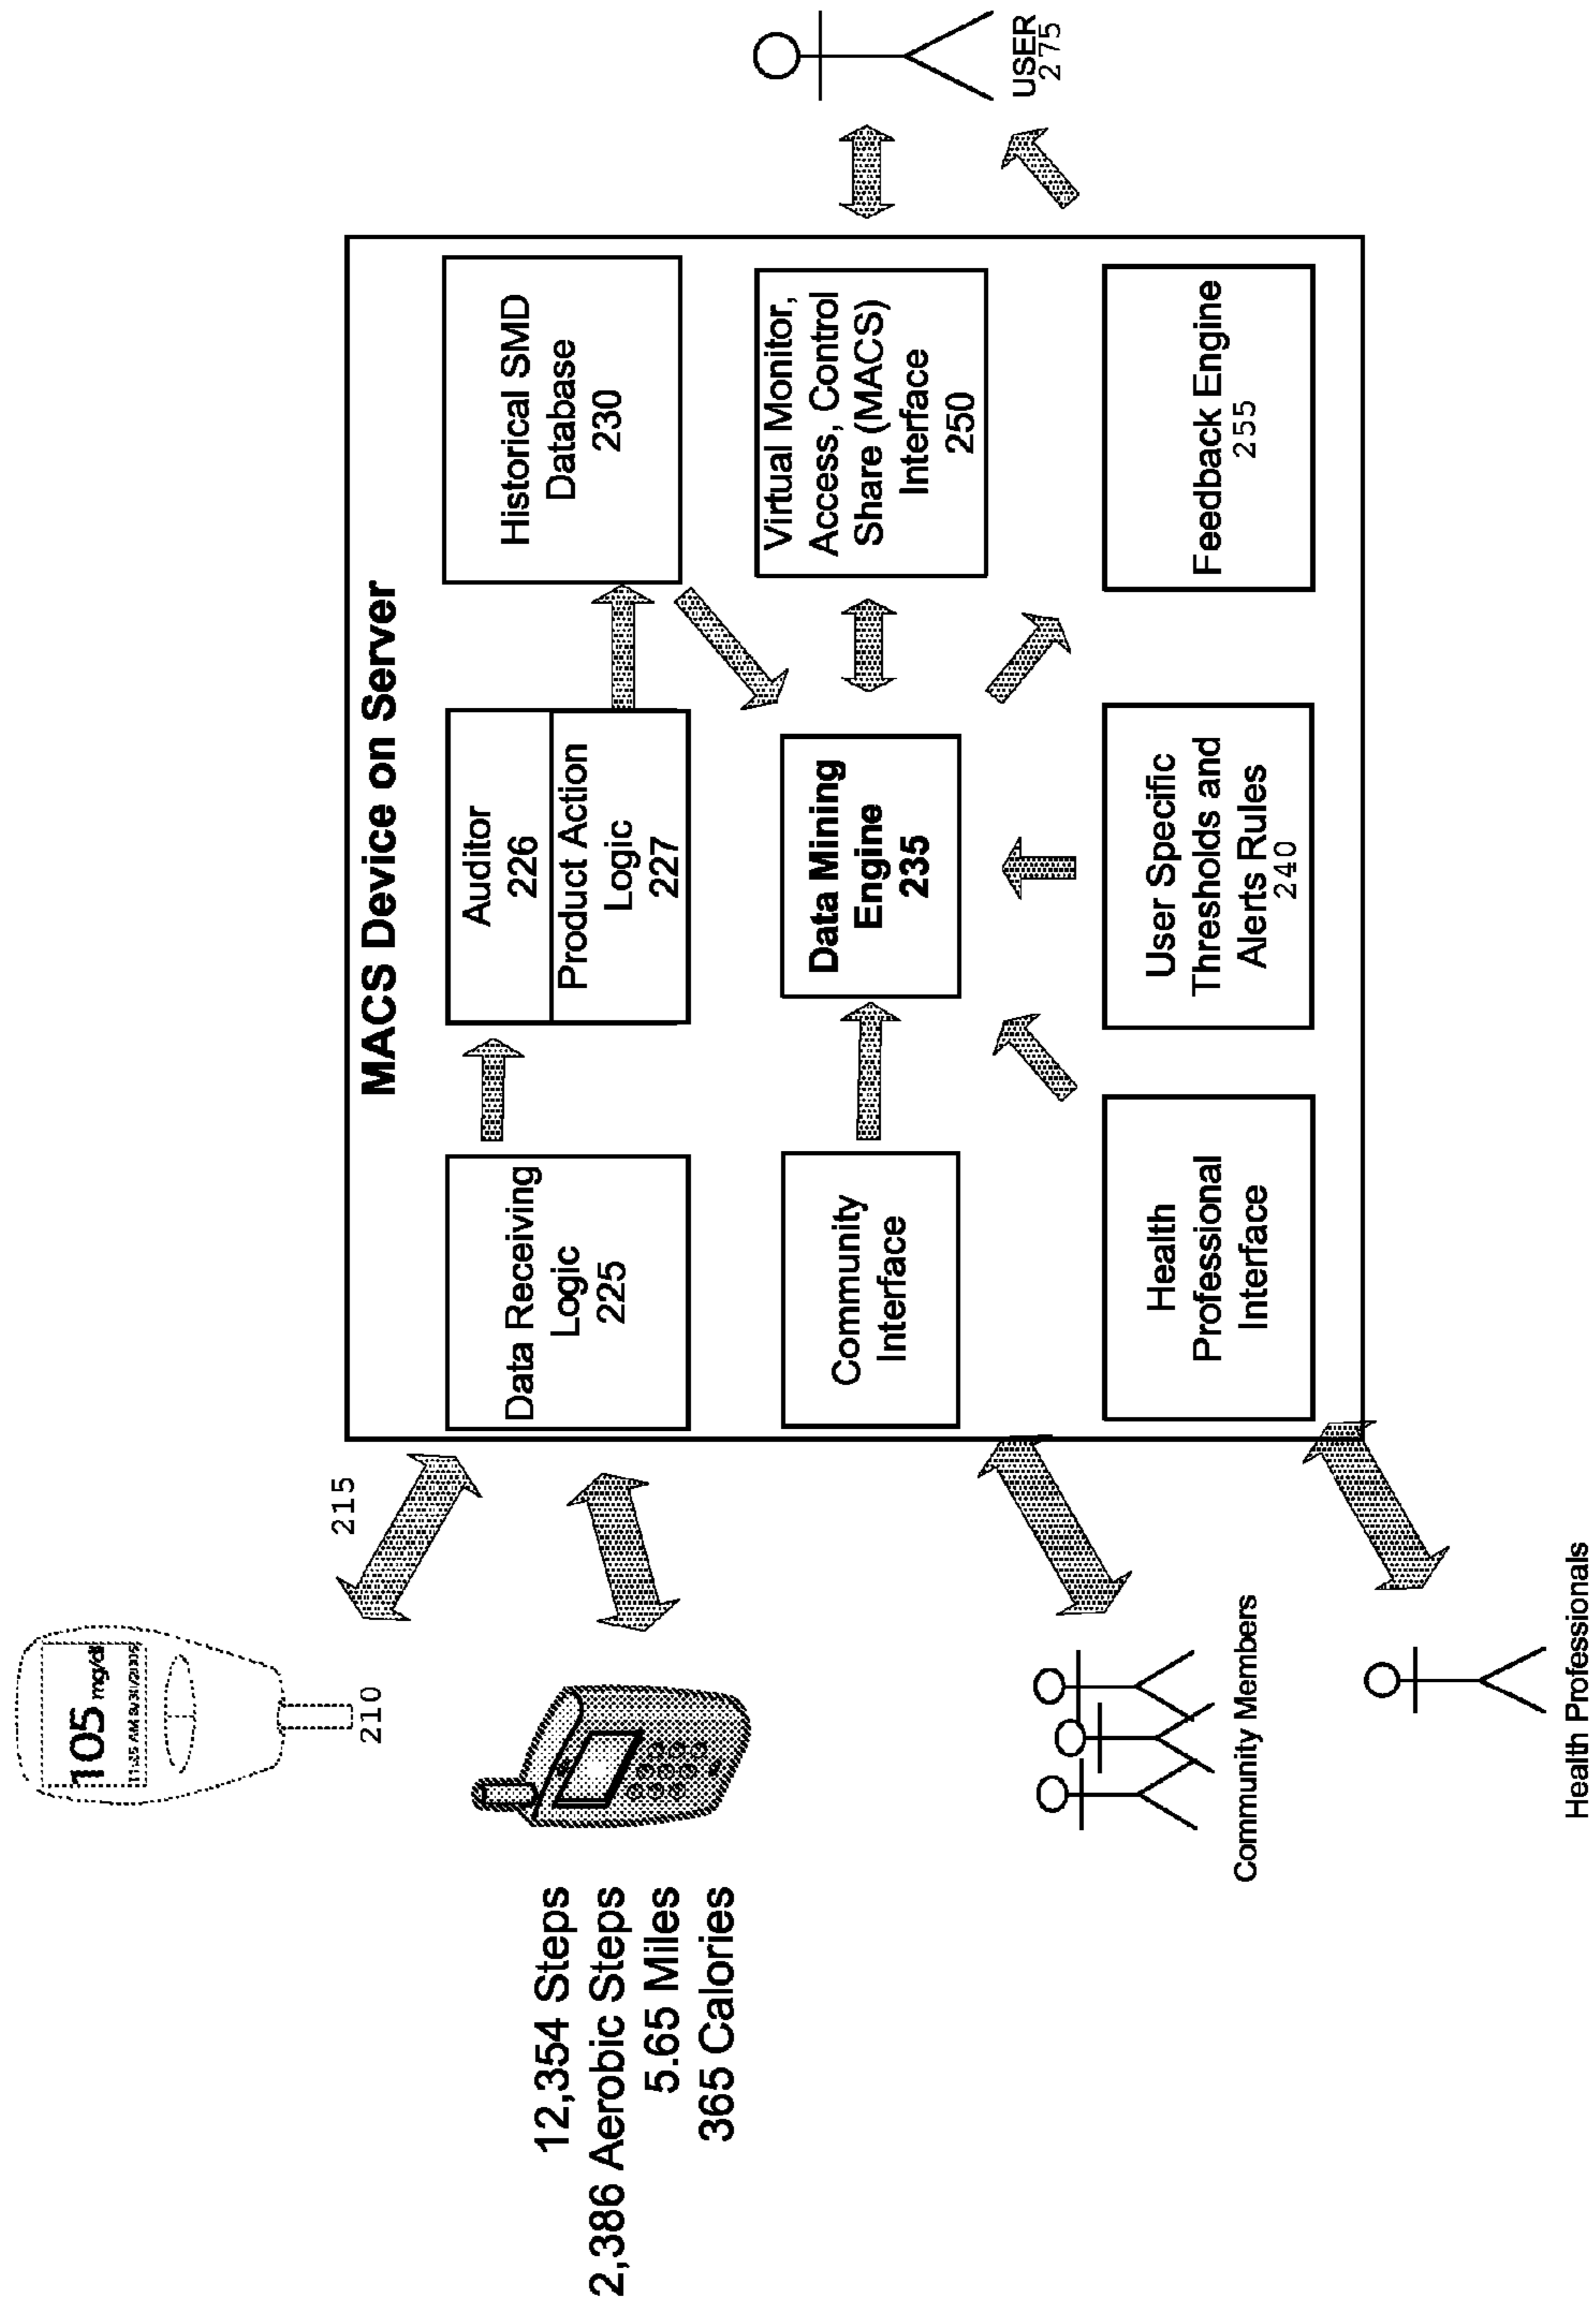 105 mg/dl
210
215
12,354 Steps
2,386 Aerobic Steps
5.65 Miles
365 Calories
Community Members
Health Professionals
MACS Device on Server
Data Receiving
Logic
225
Auditor
226
Product Action
Logic
227
Historical SMD
Database
230
Community
Interface
Data Mining
Engine
235
Virtual Monitor,
Access, Control
Share (MACS)
Interface
250
Health
Professional
Interface
User Specific
Thresholds and
Alerts Rules
240
Feedback Engine
255
USER
275